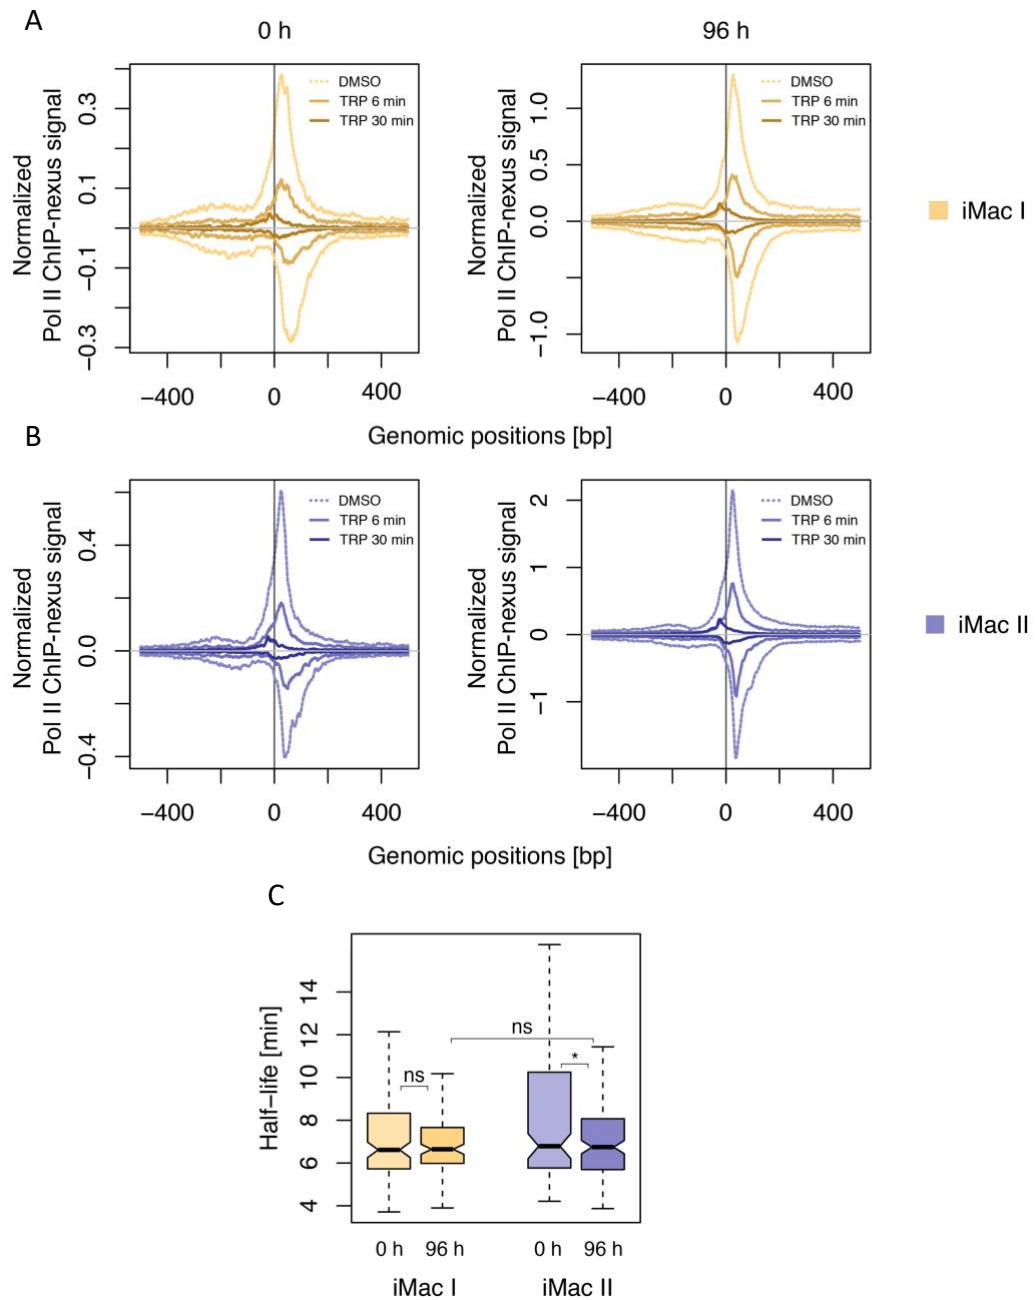 A
0 h
96 h
Normalized
Pol II ChIP-nexus signal
0.3
0.1
−0.1
−0.3
DMSO
TRP 6 min
TRP 30 min
−400
0
400
Normalized
Pol II ChIP-nexus signal
1.0
0.5
0.0
−1.0
DMSO
TRP 6 min
TRP 30 min
−400
0
400
iMac I
Genomic positions [bp]
B
Normalized
Pol II ChIP-nexus signal
0.4
0.0
−0.4
DMSO
TRP 6 min
TRP 30 min
−400
0
400
Normalized
Pol II ChIP-nexus signal
2
1
0
−1
DMSO
TRP 6 min
TRP 30 min
−400
0
400
iMac II
Genomic positions [bp]
C
Half−life [min]
14
12
10
8
6
4
ns
ns
*
0 h
96 h
0 h
96 h
iMac I
iMac II